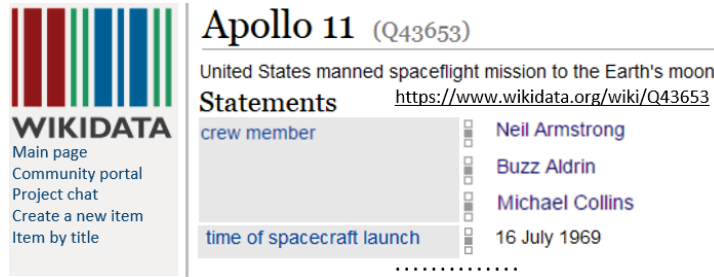 Apollo 11 (Q43653)
United States manned spaceflight mission to the Earth's moon
Statements https://www.wikidata.org/wiki/Q43653
WIKIDATA
Main page
Community portal
Project chat
Create a new item
Item by title
crew member
Neil Armstrong
Buzz Aldrin
Michael Collins
time of spacecraft launch 16 July 1969
...............